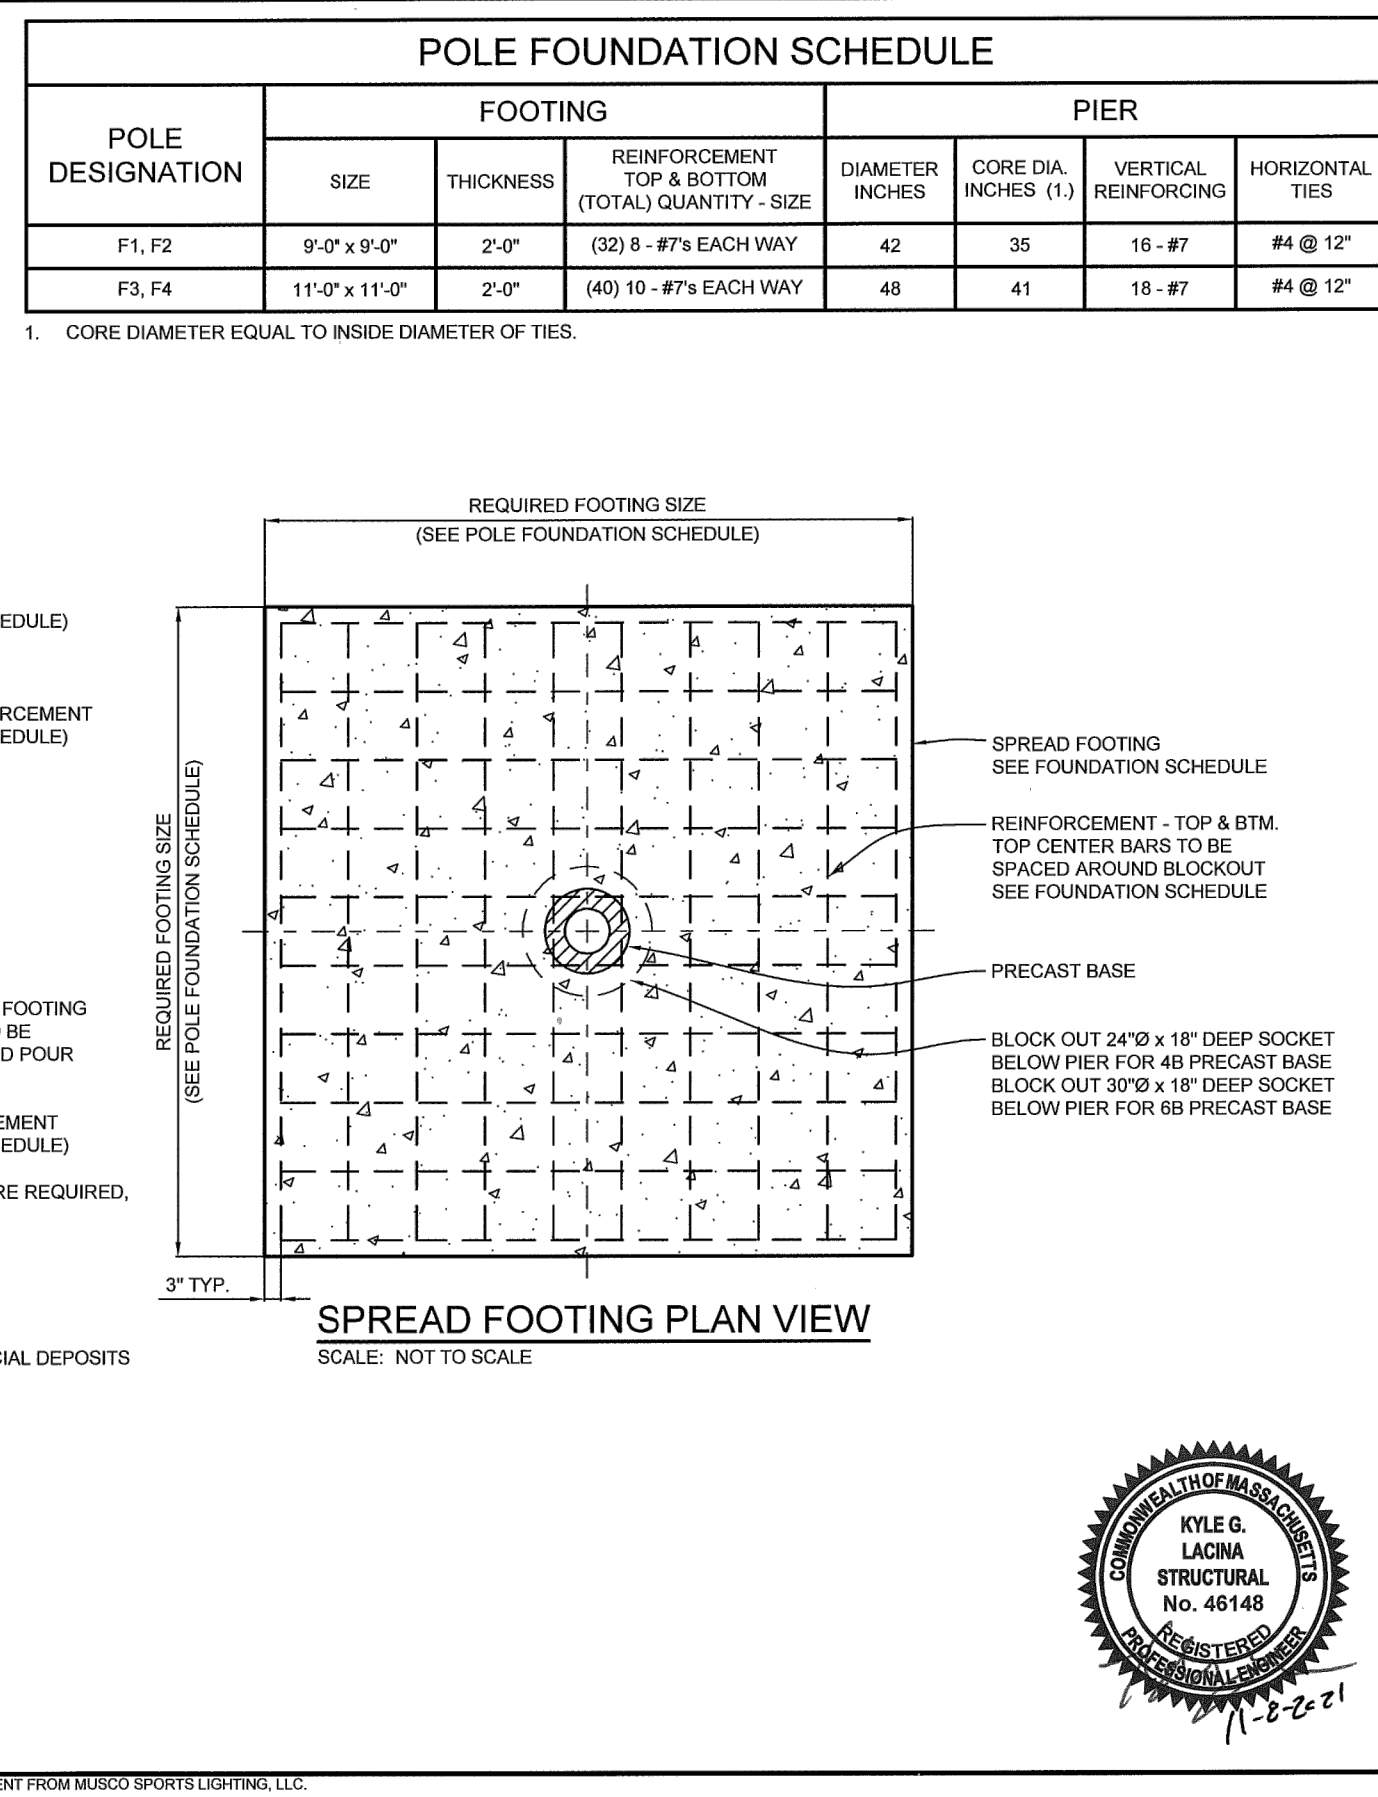 POLE FOUNDATION SCHEDULE
POLE DESIGNATION FOOTING PIER
SIZE THICKNESS REINFORCEMENT TOP & BOTTOM (TOTAL) QUANTITY - SIZE DIAMETER INCHES CORE DIA. INCHES (1.) VERTICAL REINFORCING HORIZONTAL TIES
F1, F2 9'-0" x 9'-0" 2'-0" (32) 8 - #7's EACH WAY 42 35 16 - #7 #4 @ 12"
F3, F4 11'-0" x 11'-0" 2'-0" (40) 10 - #7's EACH WAY 48 41 18 - #7 #4 @ 12"
1. CORE DIAMETER EQUAL TO INSIDE DIAMETER OF TIES.
REQUIRED FOOTING SIZE
(SEE POLE FOUNDATION SCHEDULE)
EDULE)
RCEMENT
EDULE)
FOOTING
BE
D POUR
EMENT
EDULE)
RE REQUIRED,
CIAL DEPOSITS
REQUIRED FOOTING SIZE
(SEE POLE FOUNDATION SCHEDULE)
SPREAD FOOTING
SEE FOUNDATION SCHEDULE
REINFORCEMENT - TOP & BTM.
TOP CENTER BARS TO BE
SPACED AROUND BLOCKOUT
SEE FOUNDATION SCHEDULE
PRECAST BASE
BLOCK OUT 24"Ø x 18" DEEP SOCKET
BELOW PIER FOR 4B PRECAST BASE
BLOCK OUT 30"Ø x 18" DEEP SOCKET
BELOW PIER FOR 6B PRECAST BASE
3" TYP.
SPREAD FOOTING PLAN VIEW
SCALE: NOT TO SCALE
COMMONWEALTH OF MASSACHUSETTS
KYLE G.
LACINA
STRUCTURAL
No. 46148
REGISTERED
PROFESSIONAL ENGINEER
11-8-2021
ENT FROM MUSCO SPORTS LIGHTING, LLC.